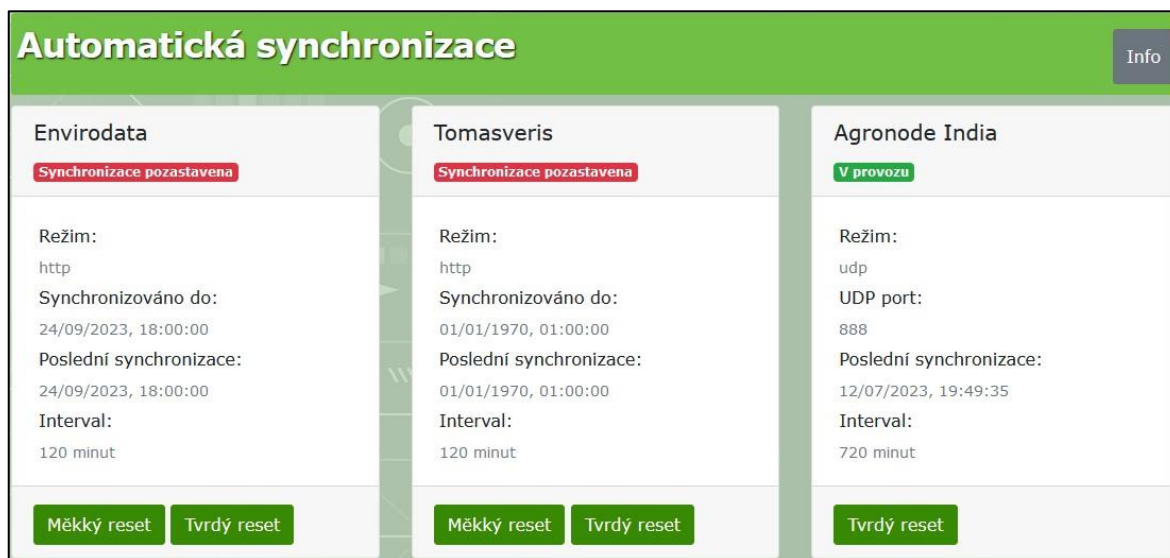 Automatická synchronizace
Info
Envirodata
Synchronizace pozastavena
Režim:
http
Synchronizováno do:
24/09/2023, 18:00:00
Poslední synchronizace:
24/09/2023, 18:00:00
Interval:
120 minut
Měkký reset Tvrdý reset
Tomasveris
Synchronizace pozastavena
Režim:
http
Synchronizováno do:
01/01/1970, 01:00:00
Poslední synchronizace:
01/01/1970, 01:00:00
Interval:
120 minut
Měkký reset Tvrdý reset
Agronode India
V provozu
Režim:
udp
UDP port:
888
Poslední synchronizace:
12/07/2023, 19:49:35
Interval:
720 minut
Tvrdý reset